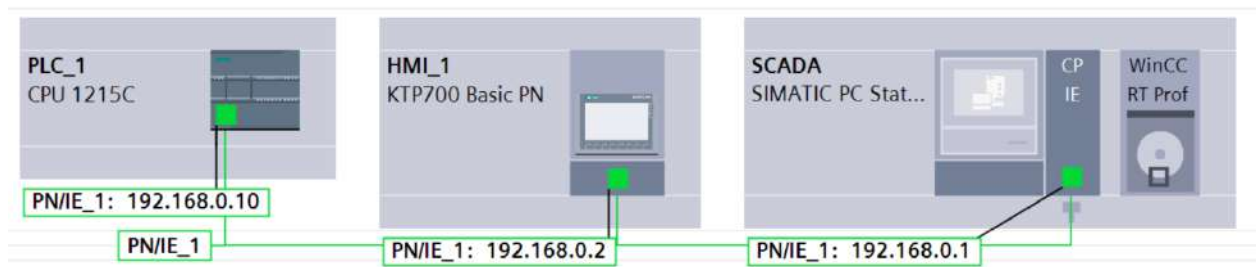 PLC_1
CPU 1215C
HMI_1
KTP700 Basic PN
SCADA
SIMATIC PC Stat...
CP
IE
WinCC
RT Prof
PN/IE_1: 192.168.0.10
PN/IE_1
PN/IE_1: 192.168.0.2
PN/IE_1: 192.168.0.1